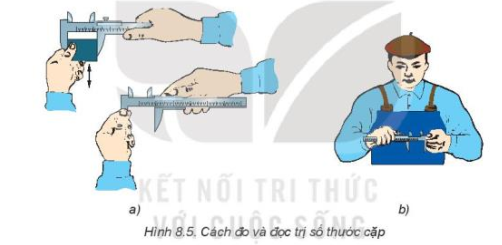 KẾT NỐI TRI THỨC
VỚI CUỘC SỐNG
a)
b)
Hình 8.5. Cách đo và đọc trị số thước cặp